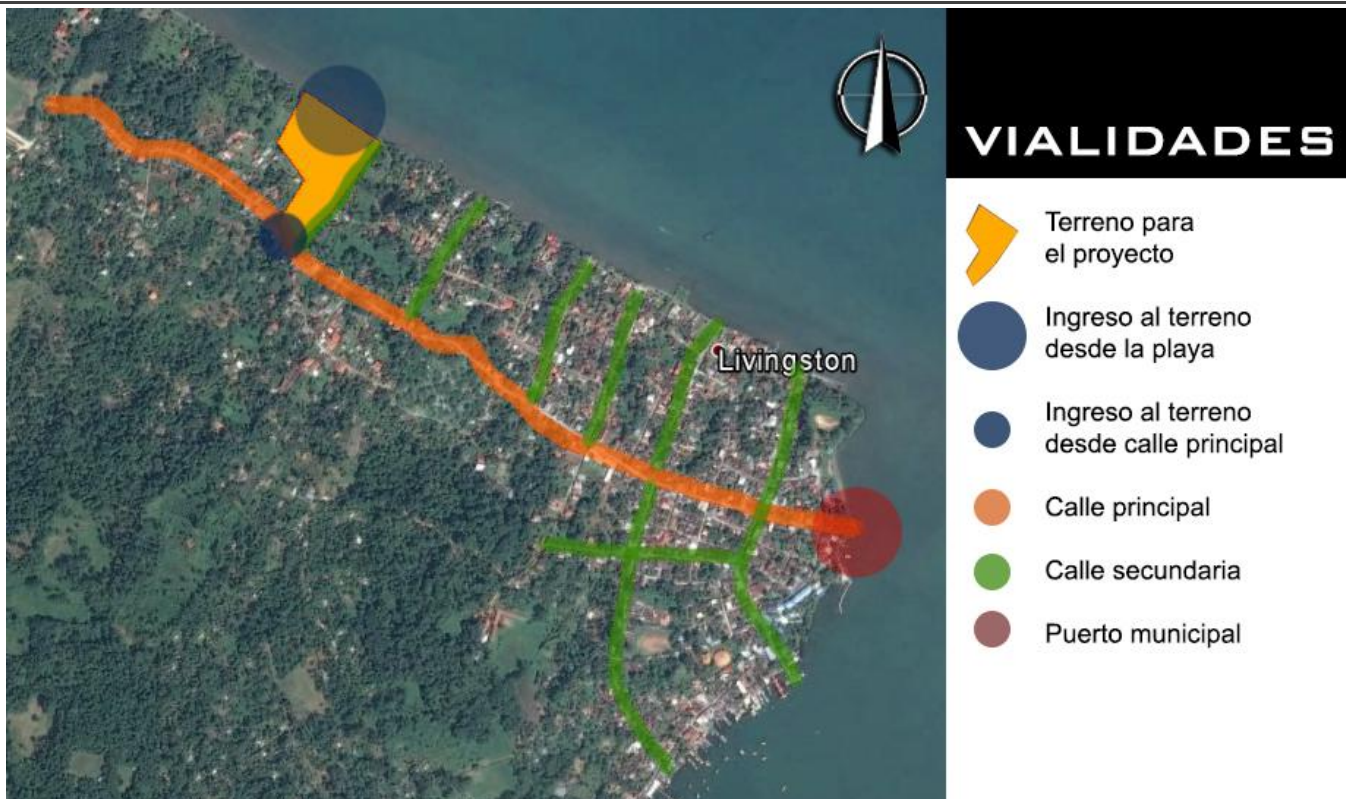 Livingston
VIALIDADES
Terreno para
el proyecto
Ingreso al terreno
desde la playa
Ingreso al terreno
desde calle principal
Calle principal
Calle secundaria
Puerto municipal